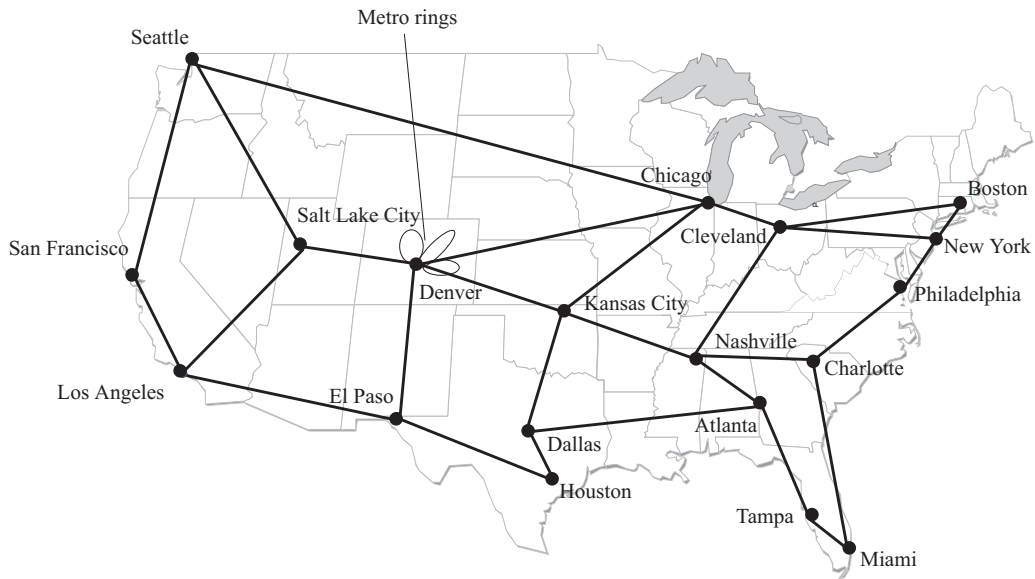 Metro rings
Seattle
Chicago
Boston
Salt Lake City
Cleveland
San Francisco
New York
Denver
Philadelphia
Kansas City
Nashville
Charlotte
Los Angeles
El Paso
Atlanta
Dallas
Houston
Tampa
Miami